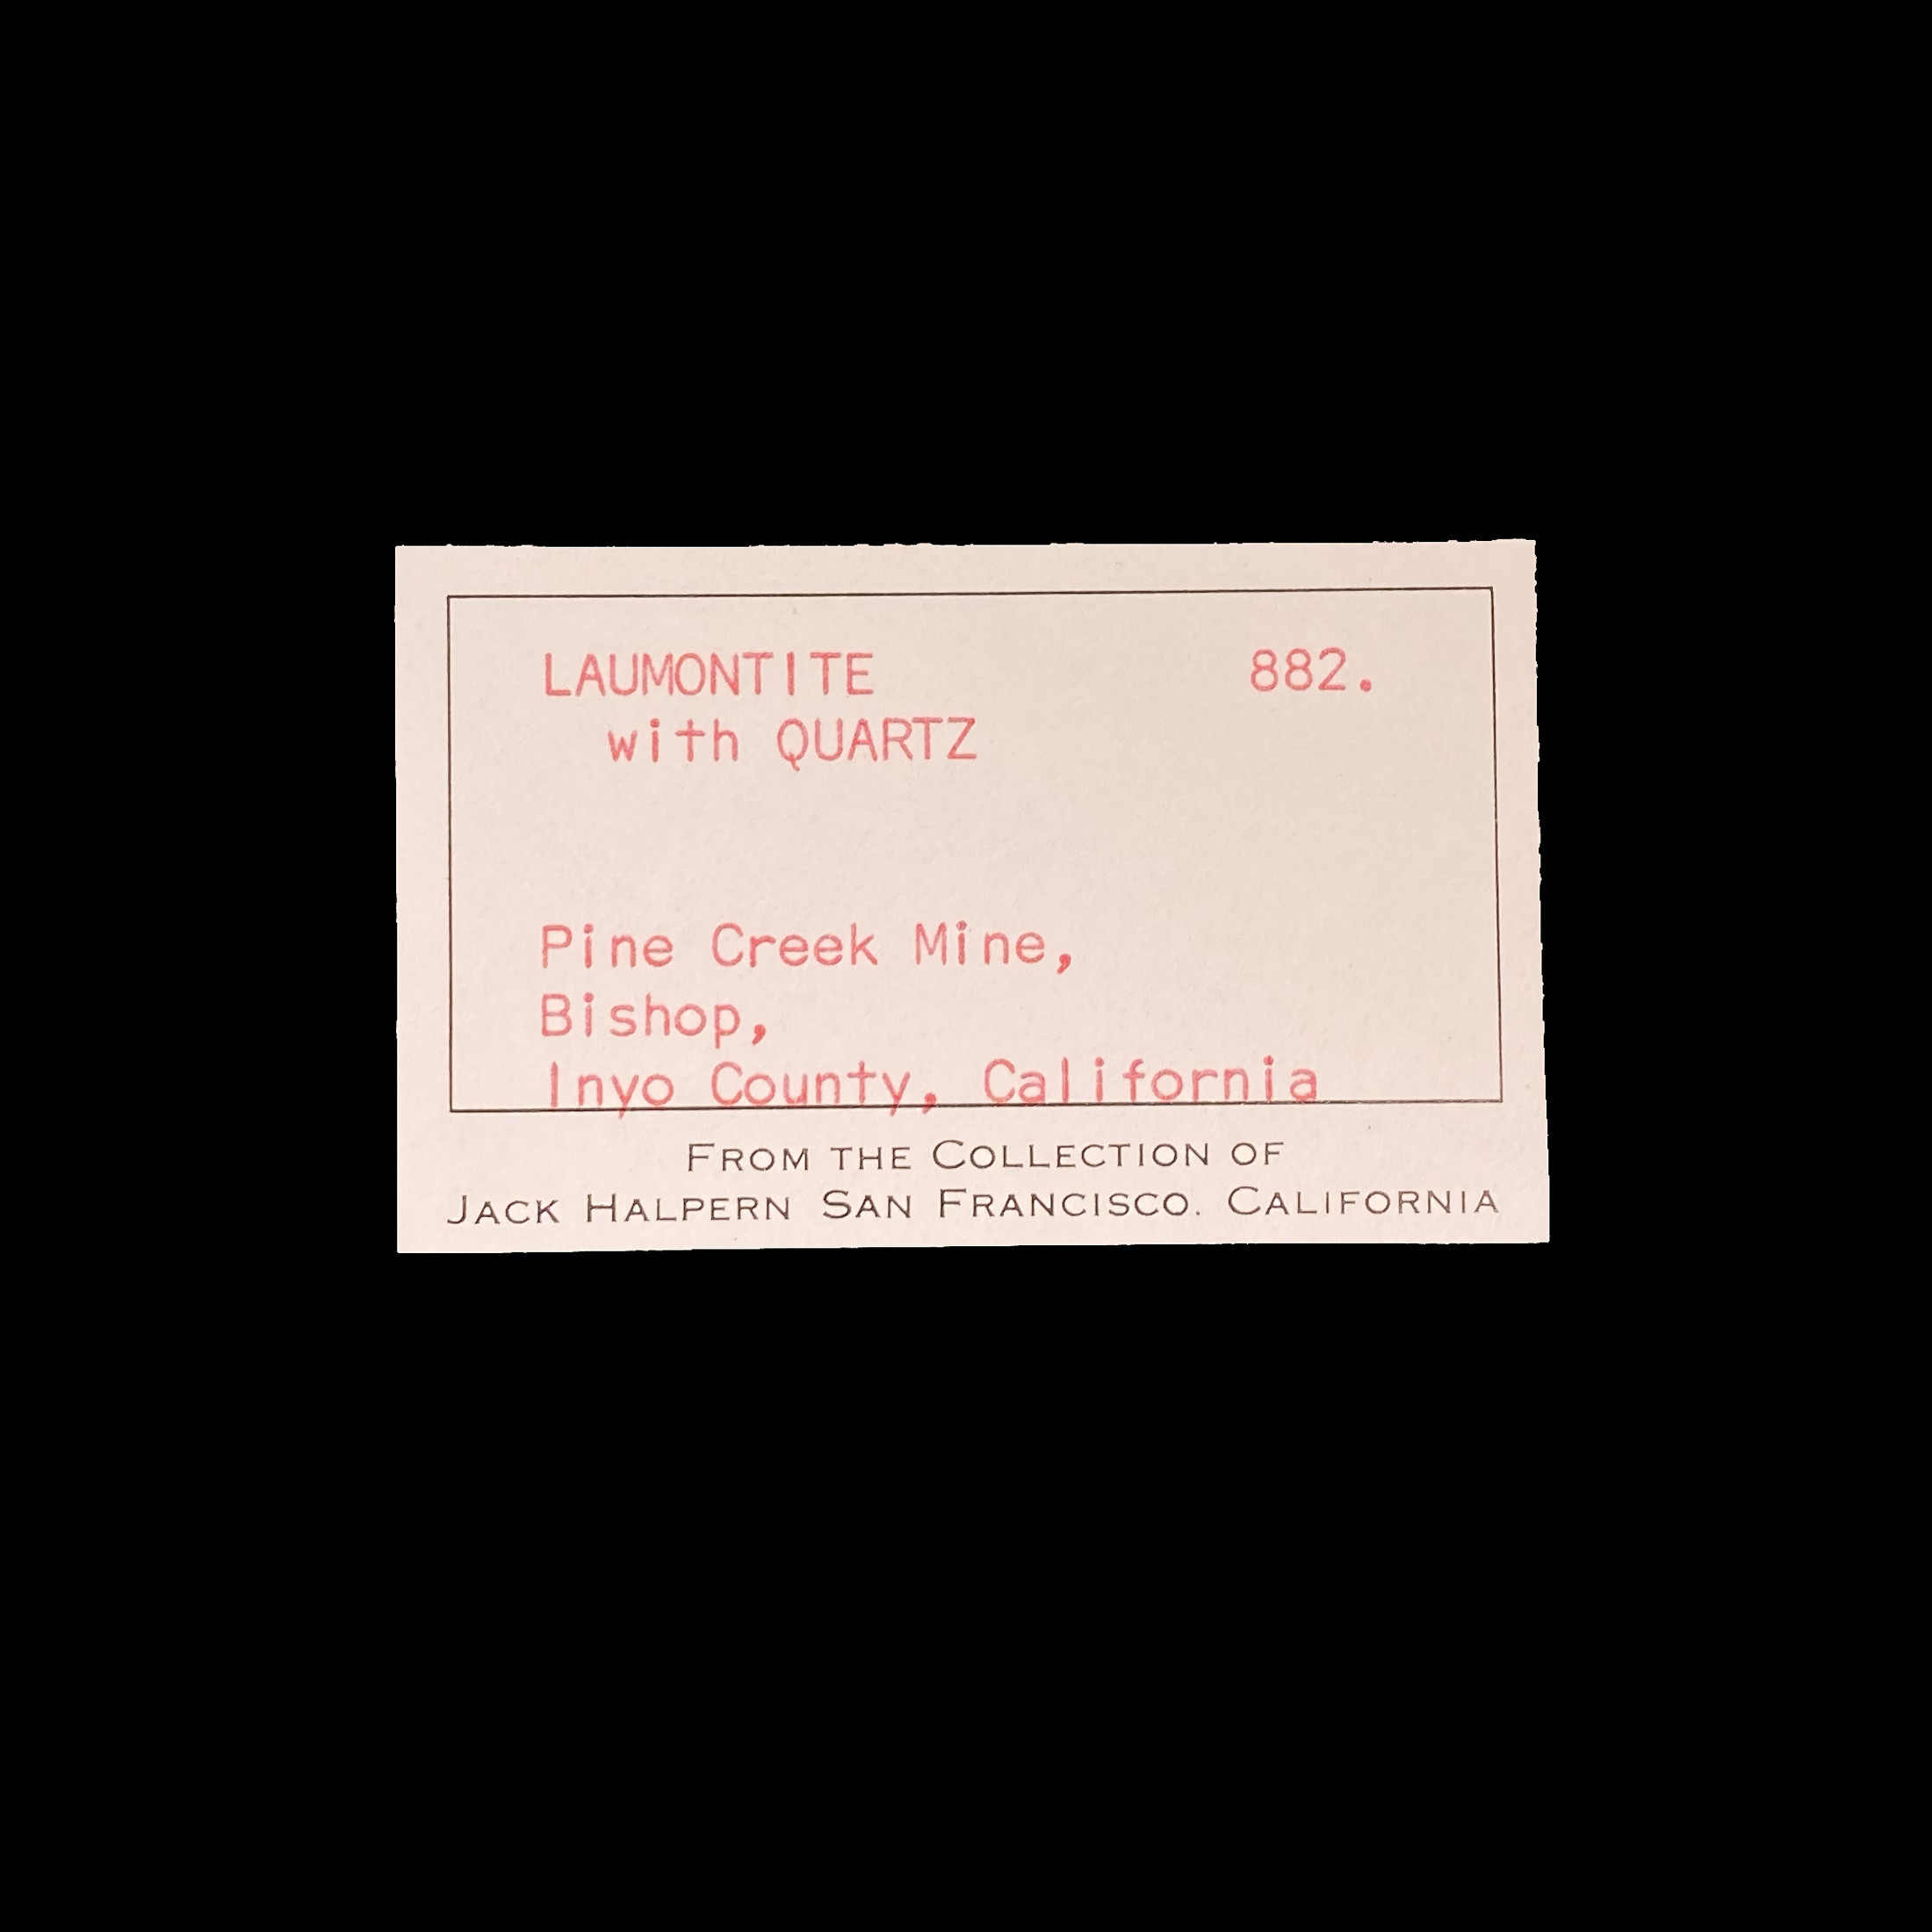 LAUMONTITE 882.
with QUARTZ
Pine Creek Mine,
Bishop,
Inyo County, California
FROM THE COLLECTION OF
JACK HALPERN SAN FRANCISCO. CALIFORNIA